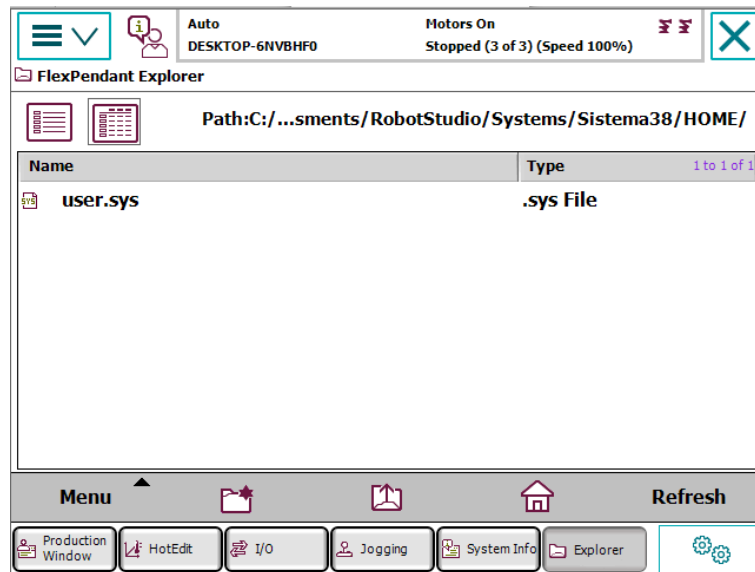 Auto
DESKTOP-6NVBHF0
Motors On
Stopped (3 of 3) (Speed 100%)
FlexPendant Explorer
Path:C:/...sments/RobotStudio/Systems/Sistema38/HOME/
Name
Type
1 to 1 of 1
SYS
user.sys
.sys File
Menu
Refresh
Production
Window
HotEdit
I/O
Jogging
System Info
Explorer